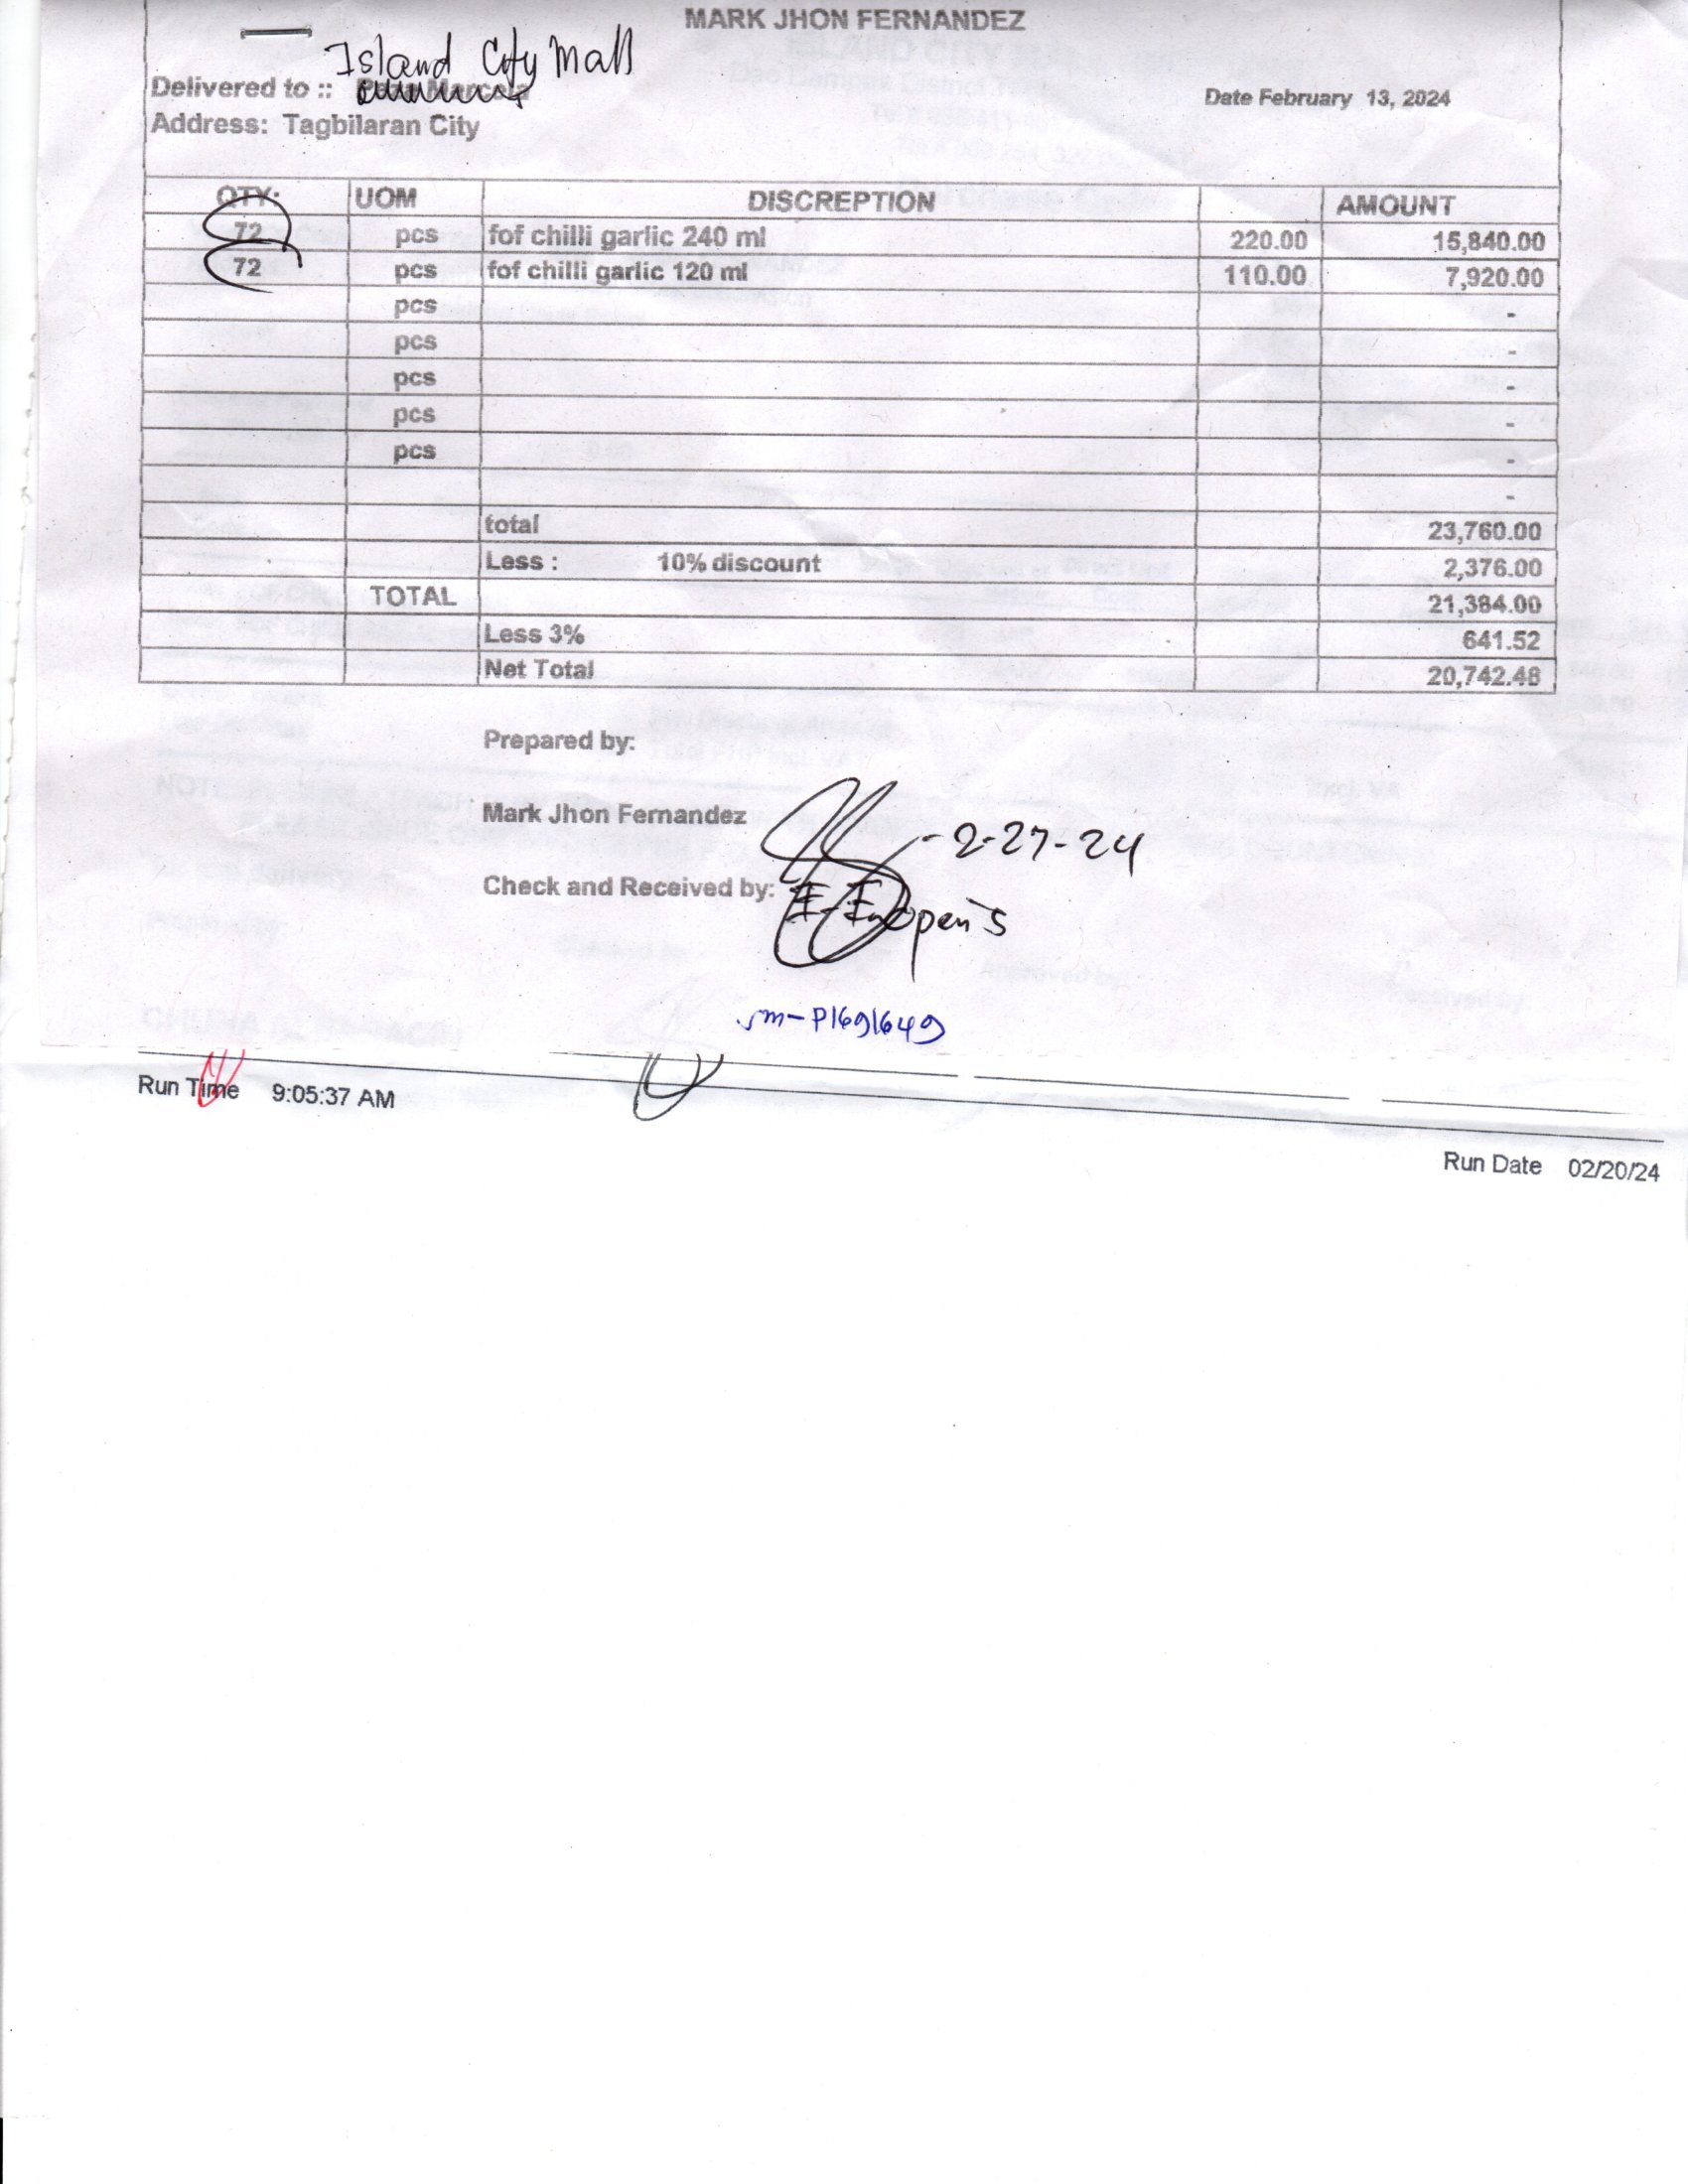 MARK JHON FERNANDEZ
Island City Mall
Delivered to ::
Date February 13, 2024
Address: Tagbilaran City
QTY: UOM DISCREPTION AMOUNT
72 pcs fof chilli garlic 240 ml 220.00 15,840.00
72 pcs fof chilli garlic 120 ml 110.00 7,920.00
pcs -
pcs -
pcs -
pcs -
pcs -
-
total 23,760.00
Less : 10% discount 2,376.00
TOTAL 21,384.00
Less 3% 641.52
Net Total 20,742.48
Prepared by:
Mark Jhon Fernandez
-2-27-24
Check and Received by:
Run Time 9:05:37 AM
Run Date 02/20/24